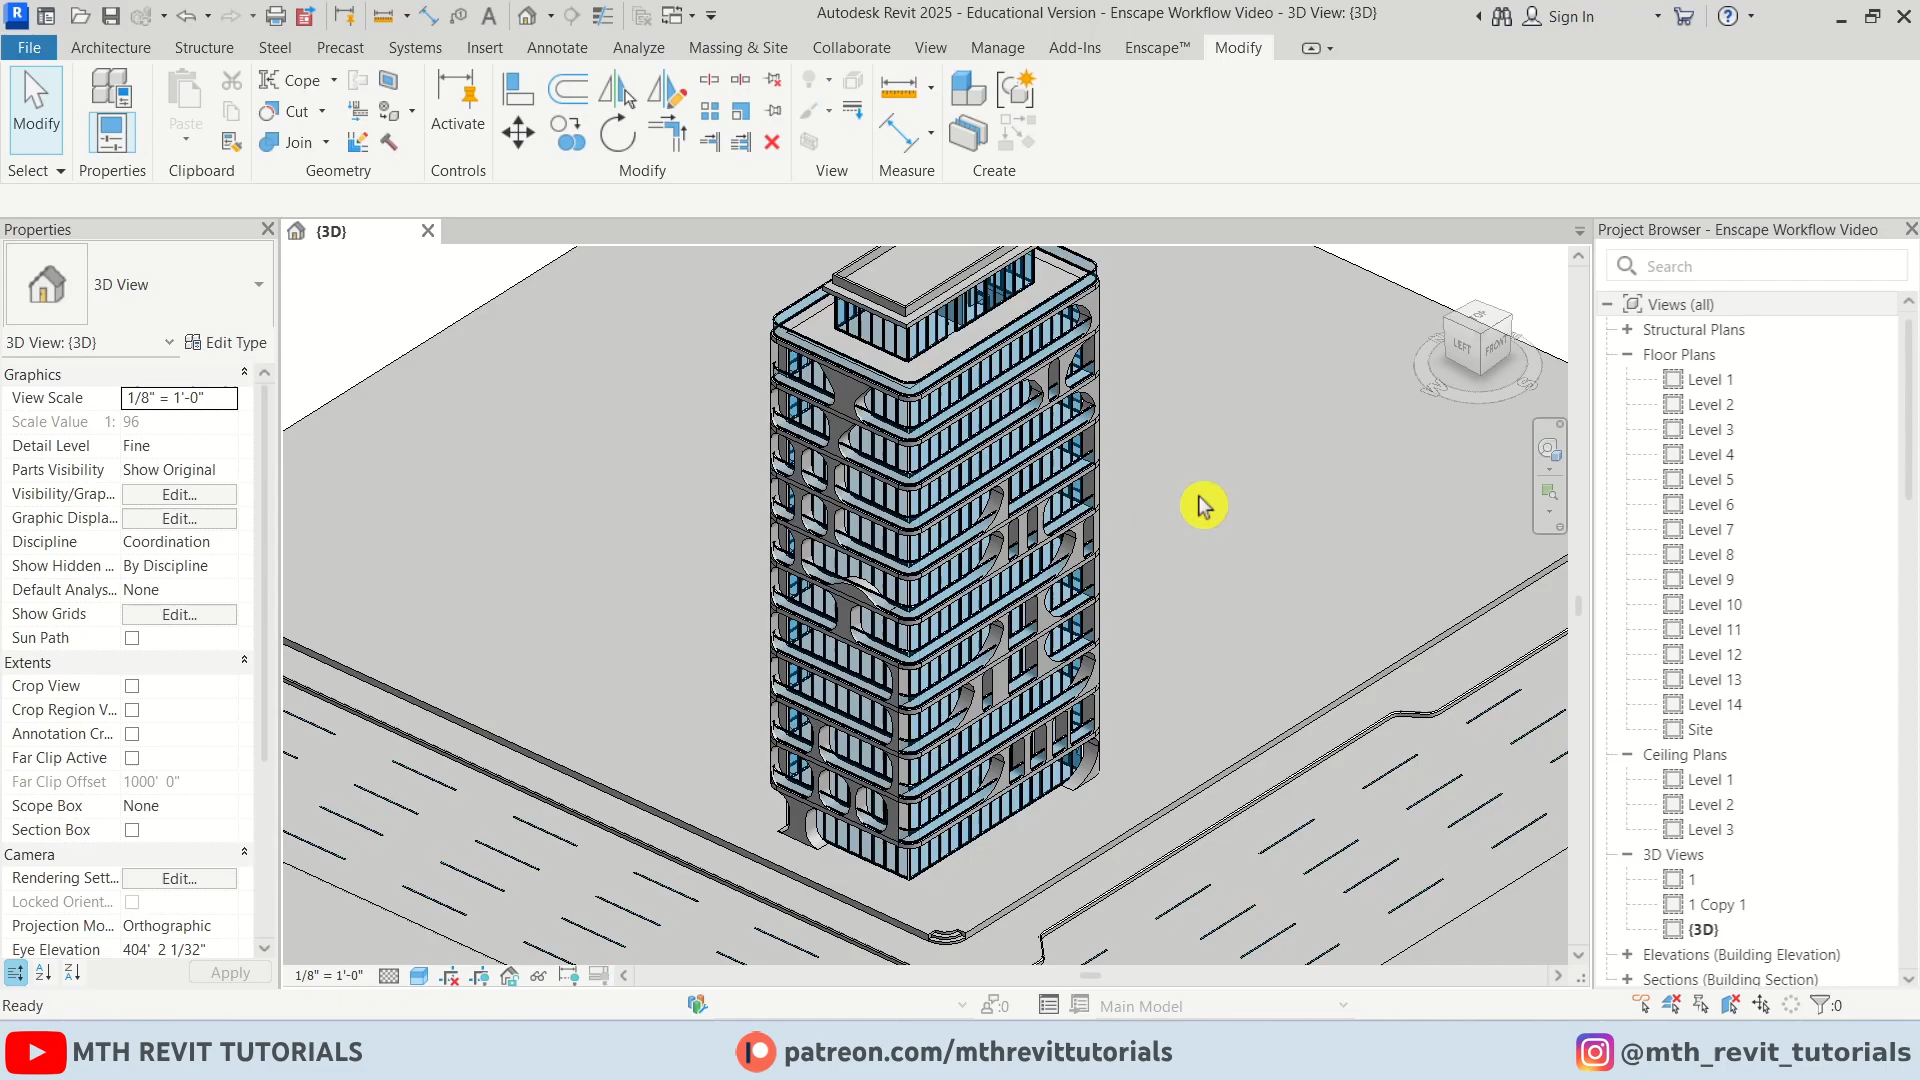 Autodesk Revit 2025 - Educational Version - Enscape Workflow Video - 3D View: {3D}
Sign In
File Architecture Structure Steel Precast Systems Insert Annotate Analyze Massing & Site Collaborate View Manage Add-Ins Enscape™ Modify
Modify
Paste
Cope
Cut
Join
Activate
Select Properties Clipboard Geometry Controls Modify View Measure Create
Properties
3D View
3D View: {3D} Edit Type
Graphics
View Scale 1/8" = 1'-0"
Scale Value 1: 96
Detail Level Fine
Parts Visibility Show Original
Visibility/Grap... Edit...
Graphic Displa... Edit...
Discipline Coordination
Show Hidden ... By Discipline
Default Analys... None
Show Grids Edit...
Sun Path
Extents
Crop View
Crop Region V...
Annotation Cr...
Far Clip Active
Far Clip Offset 1000' 0"
Scope Box None
Section Box
Camera
Rendering Sett... Edit...
Locked Orient...
Projection Mo... Orthographic
Eye Elevation 404' 2 1/32"
Apply
{3D}
TOP
LEFT FRONT
1/8" = 1'-0"
Project Browser - Enscape Workflow Video
Search
Views (all)
Structural Plans
Floor Plans
Level 1
Level 2
Level 3
Level 4
Level 5
Level 6
Level 7
Level 8
Level 9
Level 10
Level 11
Level 12
Level 13
Level 14
Site
Ceiling Plans
Level 1
Level 2
Level 3
3D Views
1
1 Copy 1
{3D}
Elevations (Building Elevation)
Sections (Building Section)
Ready
:0
Main Model
:0
MTH REVIT TUTORIALS
patreon.com/mthrevittutorials
@mth_revit_tutorials